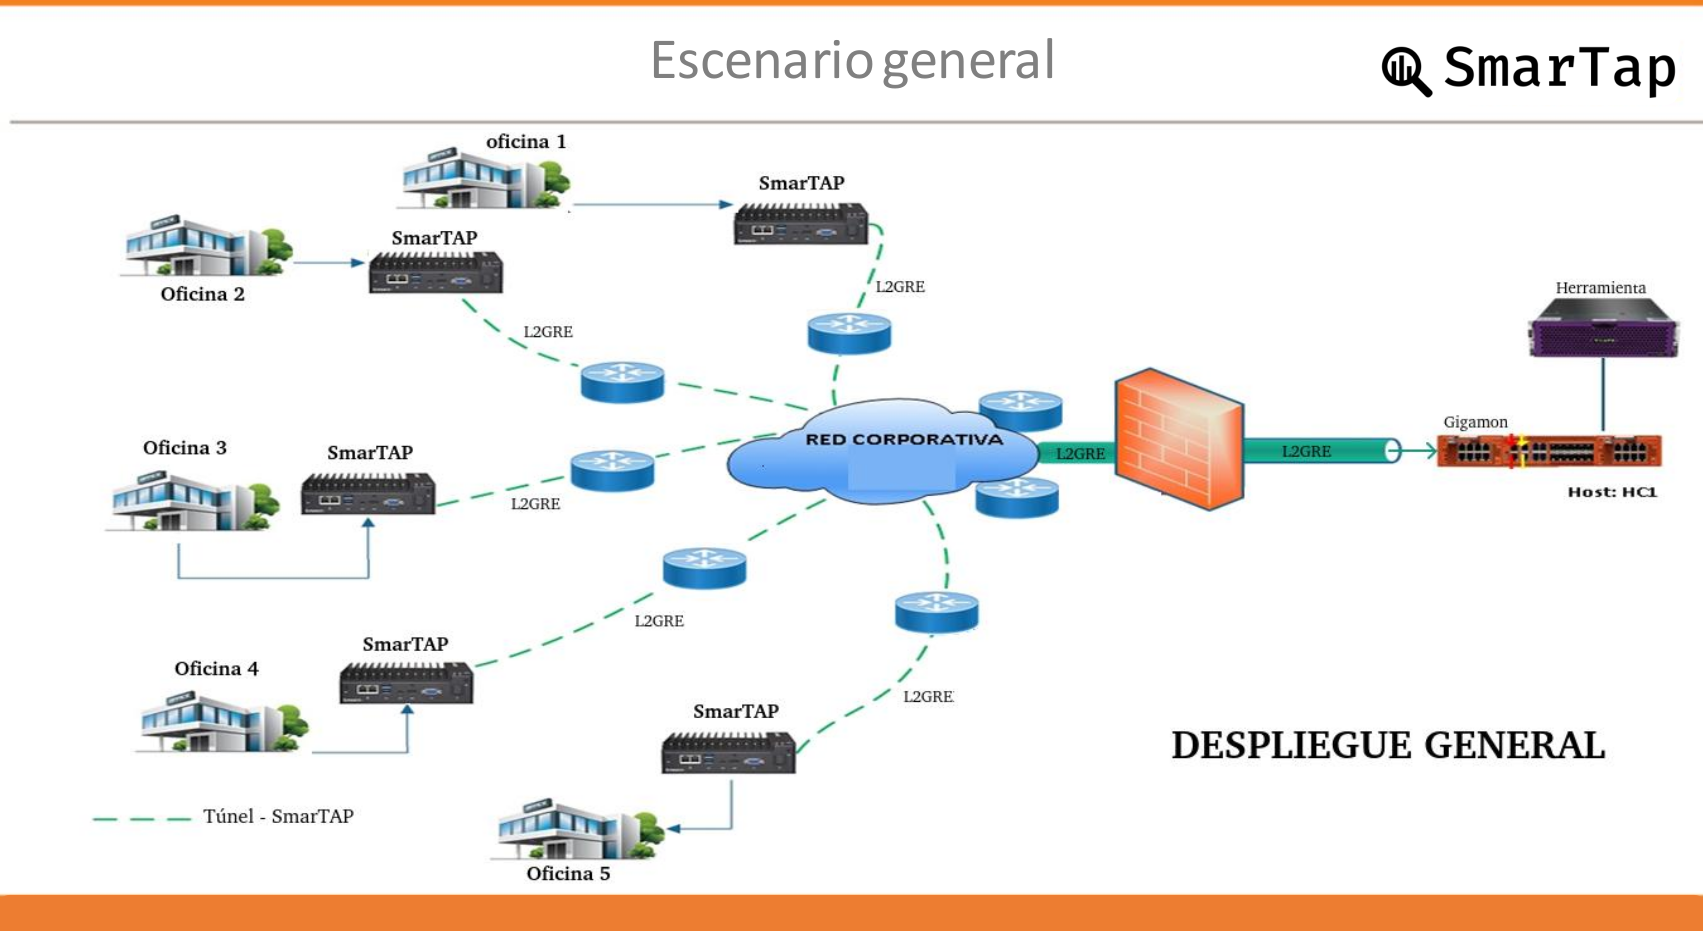 Escenario general
SmarTap
oficina 1
SmarTAP
SmarTAP
Oficina 2
L2GRE
L2GRE
Herramienta
Gigamon
RED CORPORATIVA
L2GRE
L2GRE
Host: HC1
Oficina 3
SmarTAP
L2GRE
L2GRE
SmarTAP
Oficina 4
L2GRE
SmarTAP
DESPLIEGUE GENERAL
Túnel - SmarTAP
Oficina 5